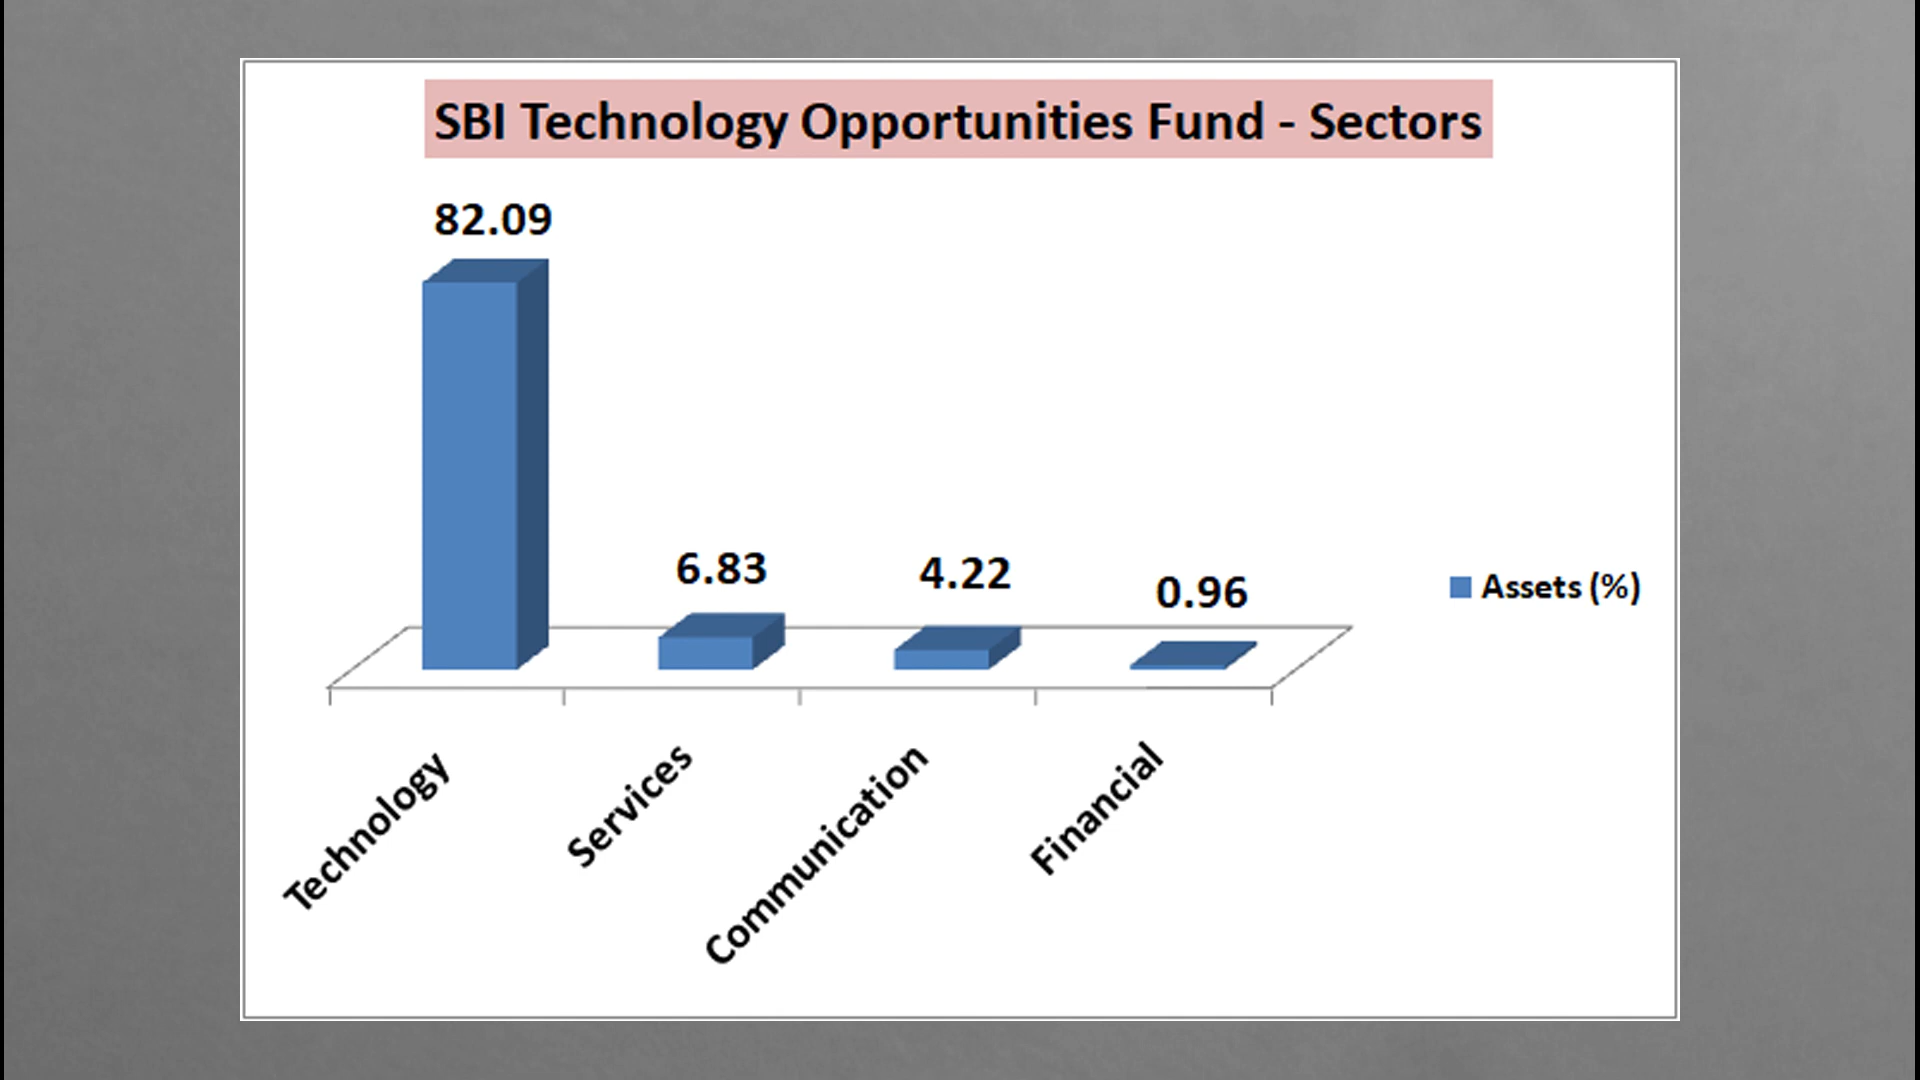 SBI Technology Opportunities Fund - Sectors
82.09
6.83
4.22
0.96
Assets (%)
Technology
Services
Communication
Financial